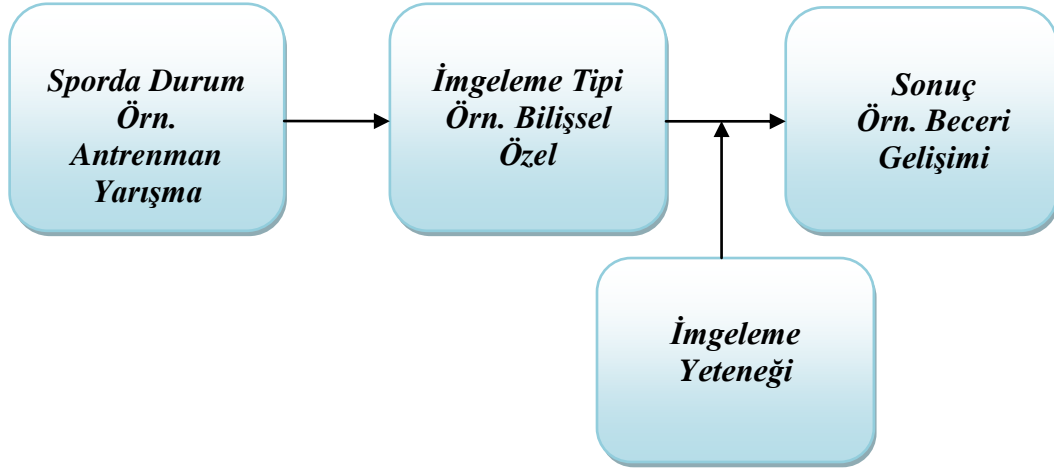 Sporda Durum
Örn.
Antrenman
Yarışma
İmgeleme Tipi
Örn. Bilişsel
Özel
Sonuç
Örn. Beceri
Gelişimi
İmgeleme
Yeteneği